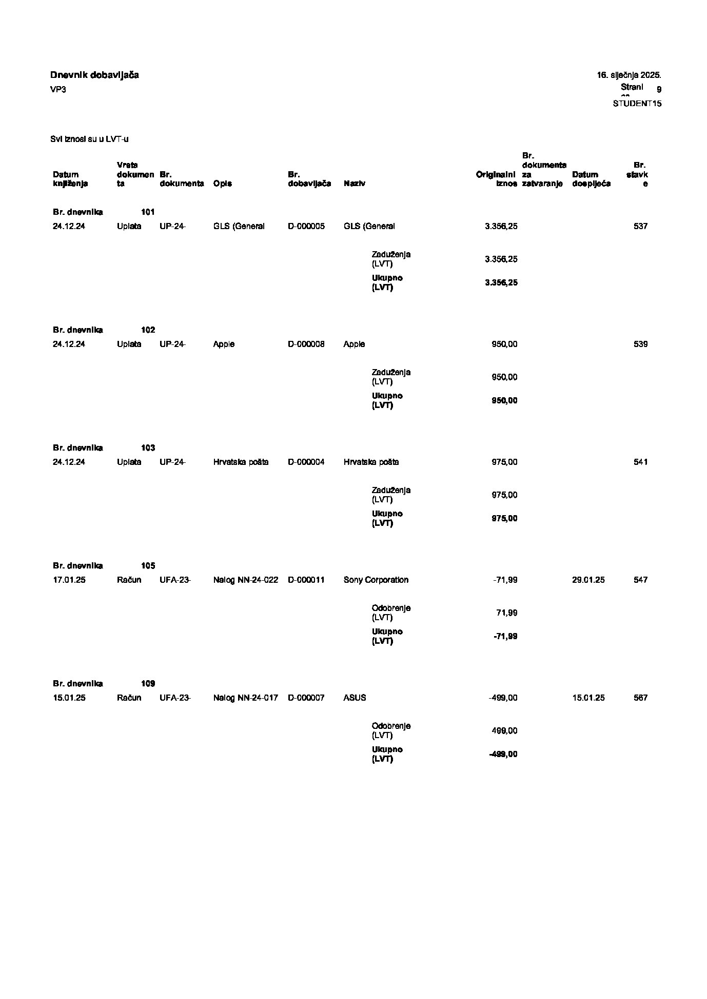 Dnevnik dobavljača
16. siječnja 2025.
VP3
Strani 9
STUDENT15
Svi iznosi su u LVT-u
Datum knjiženja Vrsta dokumen ta Br. dokumenta Opis Br. dobavljača Naziv Originalni iznos Br. dokumenta za zatvaranje Datum dospijeća Br. stavk e
Br. dnevnika 101
24.12.24 Uplata UP-24- GLS (General D-000005 GLS (General 3.356,25 537
Zaduženja (LVT) 3.356,25
Ukupno (LVT) 3.356,25
Br. dnevnika 102
24.12.24 Uplata UP-24- Apple D-000008 Apple 950,00 539
Zaduženja (LVT) 950,00
Ukupno (LVT) 950,00
Br. dnevnika 103
24.12.24 Uplata UP-24- Hrvatska pošta D-000004 Hrvatska pošta 975,00 541
Zaduženja (LVT) 975,00
Ukupno (LVT) 975,00
Br. dnevnika 105
17.01.25 Račun UFA-23- Nalog NN-24-022 D-000011 Sony Corporation -71,99 29.01.25 547
Odobrenje (LVT) 71,99
Ukupno (LVT) -71,99
Br. dnevnika 109
15.01.25 Račun UFA-23- Nalog NN-24-017 D-000007 ASUS -499,00 15.01.25 567
Odobrenje (LVT) 499,00
Ukupno (LVT) -499,00